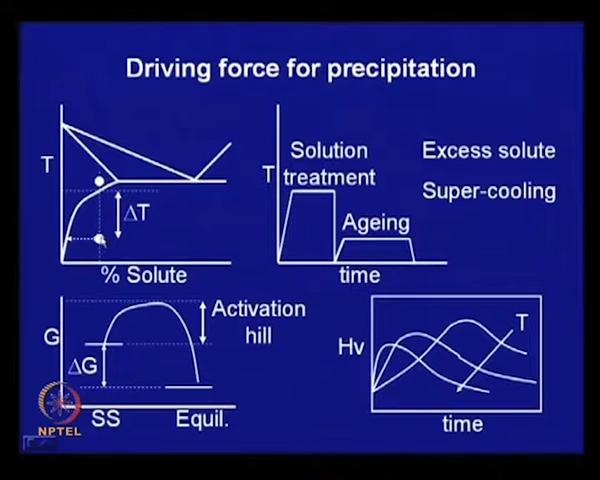 Driving force for precipitation
T
ΔT
% Solute
T
Solution
treatment
Ageing
time
Excess solute
Super-cooling
G
ΔG
Activation
hill
SS
Equil.
Hv
T
time
NPTEL